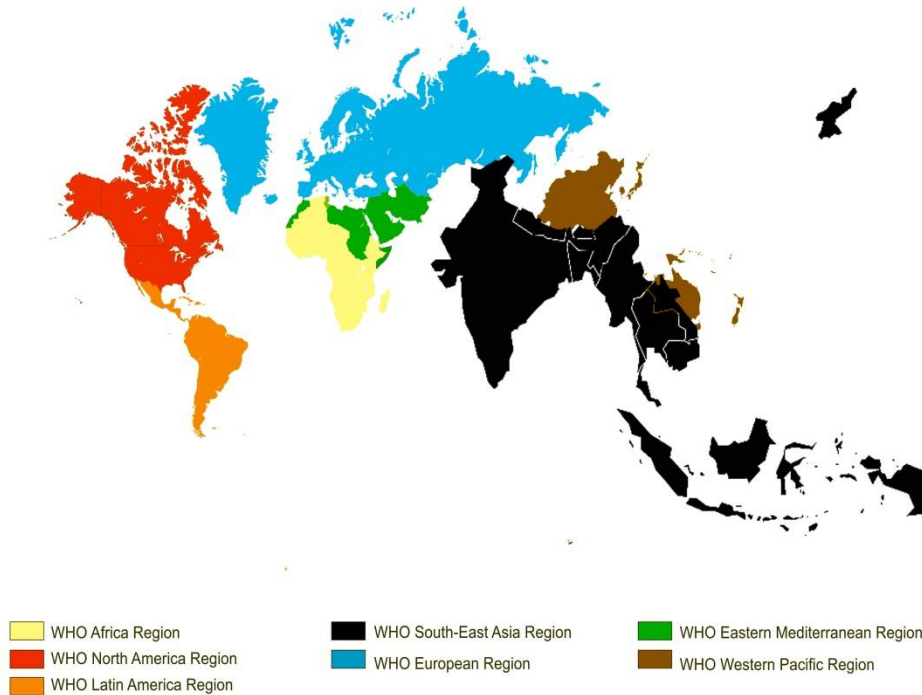 WHO Africa Region
WHO North America Region
WHO Latin America Region
WHO South-East Asia Region
WHO European Region
WHO Eastern Mediterranean Region
WHO Western Pacific Region